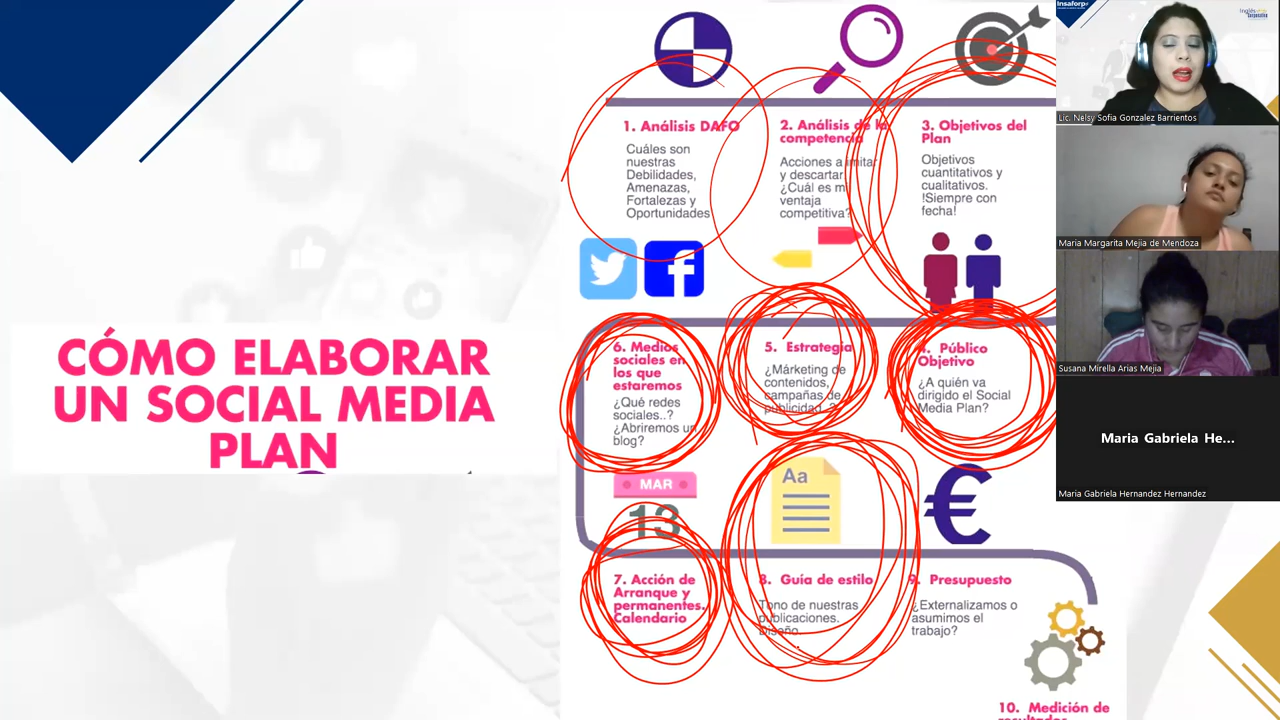 CÓMO ELABORAR
UN SOCIAL MEDIA
PLAN
1. Análisis DAFO
Cuáles son
nuestras
Debilidades,
Amenazas,
Fortalezas y
Oportunidades
2. Análisis de la
competencia
Acciones a imitar
y descartar
¿Cuál es mi
ventaja
competitiva?
3. Objetivos del
Plan
Objetivos
cuantitativos y
cualitativos.
!Siempre con
fecha!
6. Medios
sociales en
los que
estaremos
¿Qué redes
sociales..?
¿Abriremos un
blog?
5. Estrategia
¿Márketing de
contenidos,
campañas de
publicidad..?
4. Público
Objetivo
¿A quién va
dirigido el Social
Media Plan?
MAR
13
Aa
7. Acción de
Arranque y
permanentes.
Calendario
8. Guía de estilo
Tono de nuestras
publicaciones.
Diseño.
9. Presupuesto
¿Externalizamos o
asumimos el
trabajo?
10. Medición de
resultados
Insaforp
Lic. Nelsy Sofia Gonzalez Barrientos
Maria Margarita Mejia de Mendoza
Susana Mirella Arias Mejia
Maria Gabriela He...
Maria Gabriela Hernandez Hernandez